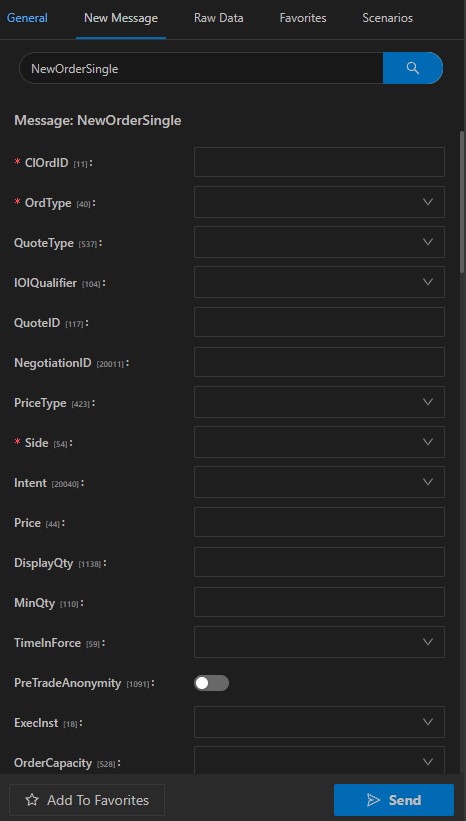 General New Message Raw Data Favorites Scenarios
NewOrderSingle
Message: NewOrderSingle
* ClOrdID [11]:
* OrdType [40]:
QuoteType [537]:
IOIQualifier [104]:
QuoteID [117]:
NegotiationID [20011]:
PriceType [423]:
* Side [54]:
Intent [20040]:
Price [44]:
DisplayQty [1138]:
MinQty [110]:
TimeInForce [59]:
PreTradeAnonymity [1091]:
ExecInst [18]:
OrderCapacity [528]:
Add To Favorites Send